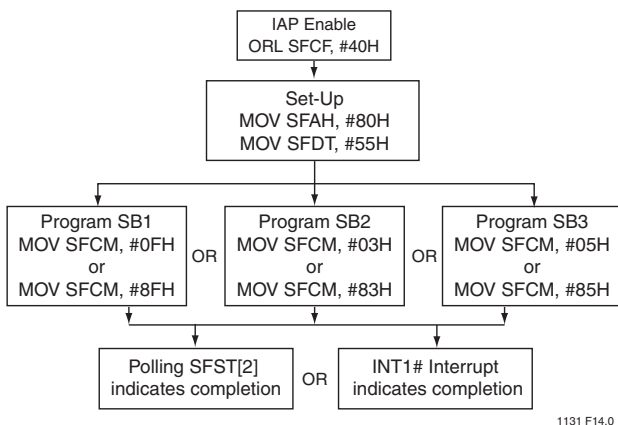 IAP Enable
ORL SFCF, #40H
Set-Up
MOV SFAH, #80H
MOV SFDT, #55H
Program SB1
MOV SFCM, #0FH
or
MOV SFCM, #8FH
OR
Program SB2
MOV SFCM, #03H
or
MOV SFCM, #83H
OR
Program SB3
MOV SFCM, #05H
or
MOV SFCM, #85H
Polling SFST[2]
indicates completion
OR
INT1# Interrupt
indicates completion
1131 F14.0